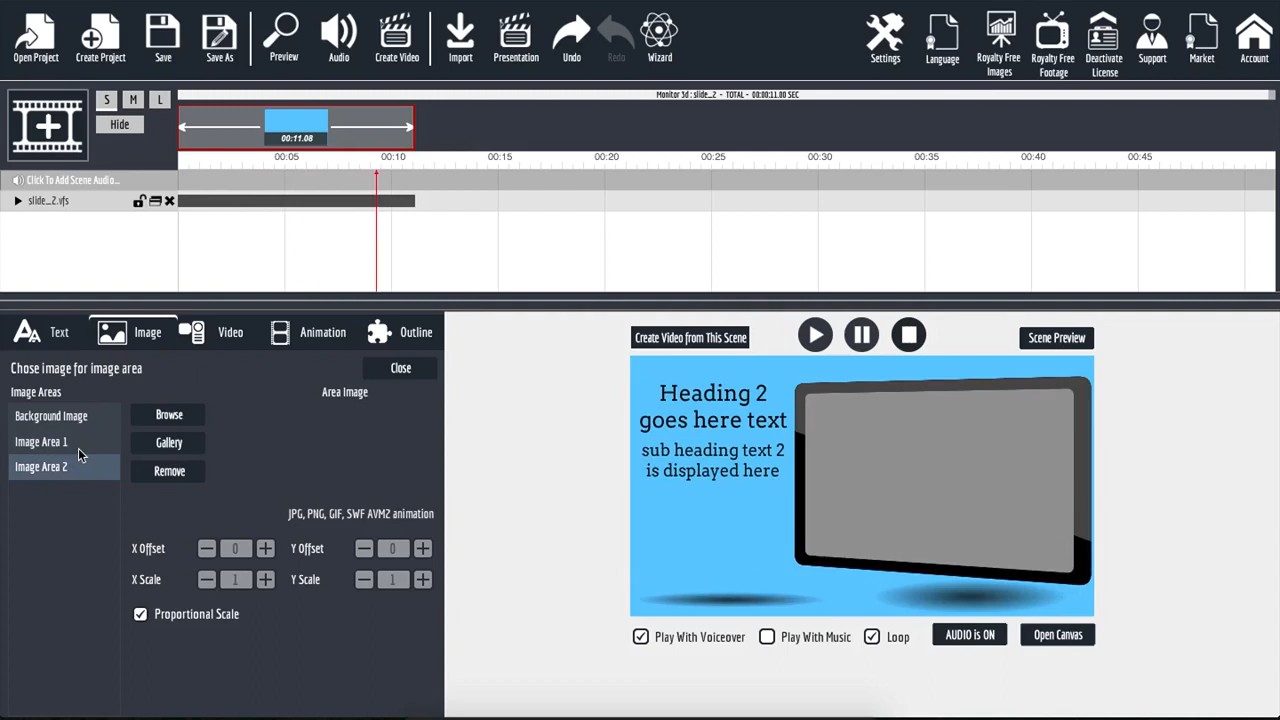 Open Project
Create Project
Save
Save As
Preview
Audio
Create Video
Import
Presentation
Undo
Redo
Wizard
Settings
Language
Royalty Free
Images
Royalty Free
Footage
Deactivate
License
Support
Market
Account
S M L
Hide
Monitor 3d : slide_2 - TOTAL - 00:00:11.00 SEC
00:11.08
00:05 00:10 00:15 00:20 00:25 00:30 00:35 00:40 00:45
Click To Add Scene Audio...
slide_2.vfs
Text Image Video Animation Outline
Chose image for image area
Close
Image Areas
Area Image
Background Image
Image Area 1
Image Area 2
Browse
Gallery
Remove
JPG, PNG, GIF, SWF AVM2 animation
X Offset 0 Y Offset 0
X Scale 1 Y Scale 1
Proportional Scale
Create Video from This Scene
Scene Preview
Heading 2
goes here text
sub heading text 2
is displayed here
Play With Voiceover Play With Music Loop AUDIO is ON Open Canvas